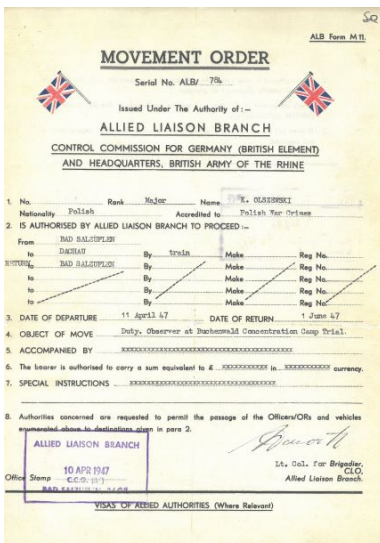 ALB Form M11.
MOVEMENT ORDER
Serial No. ALB/ 784
Issued Under The Authority of :—
ALLIED LIAISON BRANCH
CONTROL COMMISSION FOR GERMANY (BRITISH ELEMENT)
AND HEADQUARTERS, BRITISH ARMY OF THE RHINE
1. No. Rank Major Name K. OLSZEWSKI
Nationality Polish Accredited to Polish War Crimes
2. IS AUTHORISED BY ALLIED LIAISON BRANCH TO PROCEED :—
From BAD SALZUFLEN
to DACHAU By train Make Reg No.
RETURN to BAD SALZUFLEN By Make Reg No.
to By Make Reg No.
to By Make Reg No.
3. DATE OF DEPARTURE 11 April 47 DATE OF RETURN 1 June 47
4. OBJECT OF MOVE Duty. Observer at Buchenwald Concentration Camp Trial.
5. ACCOMPANIED BY
6. The bearer is authorised to carry a sum equivalent to £ in currency.
7. SPECIAL INSTRUCTIONS
8. Authorities concerned are requested to permit the passage of the Officers/ORs and vehicles
enumerated above to destinations given in para 2.
ALLIED LIAISON BRANCH
10 APR 1947
Lt. Col. for Brigadier,
CLO,
Office Stamp C.C.G. Allied Liaison Branch.
BAD SALZUFLEN
VISAS OF ALLIED AUTHORITIES (Where Relevant)